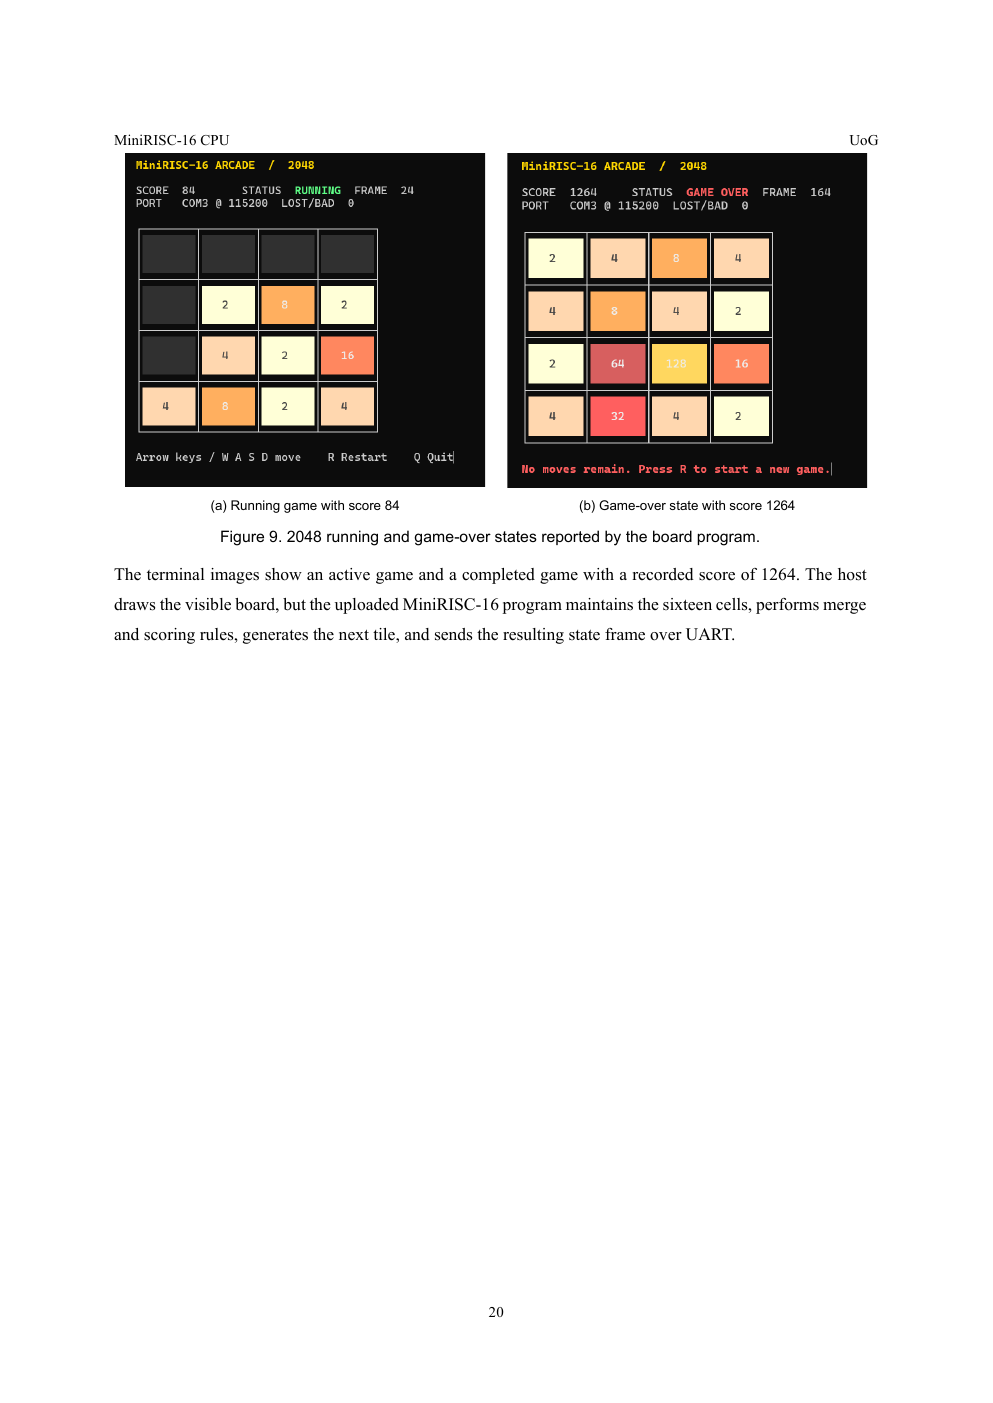 MiniRISC-16 CPU UoG
MiniRISC-16 ARCADE / 2048
SCORE 84 STATUS RUNNING FRAME 24
PORT COM3 @ 115200 LOST/BAD 0
2 8 2
4 2 16
4 8 2 4
Arrow keys / W A S D move R Restart Q Quit
(a) Running game with score 84
MiniRISC-16 ARCADE / 2048
SCORE 1264 STATUS GAME OVER FRAME 164
PORT COM3 @ 115200 LOST/BAD 0
2 4 8 4
4 8 4 2
2 64 128 16
4 32 4 2
No moves remain. Press R to start a new game.
(b) Game-over state with score 1264
Figure 9. 2048 running and game-over states reported by the board program.
The terminal images show an active game and a completed game with a recorded score of 1264. The host
draws the visible board, but the uploaded MiniRISC-16 program maintains the sixteen cells, performs merge
and scoring rules, generates the next tile, and sends the resulting state frame over UART.
20